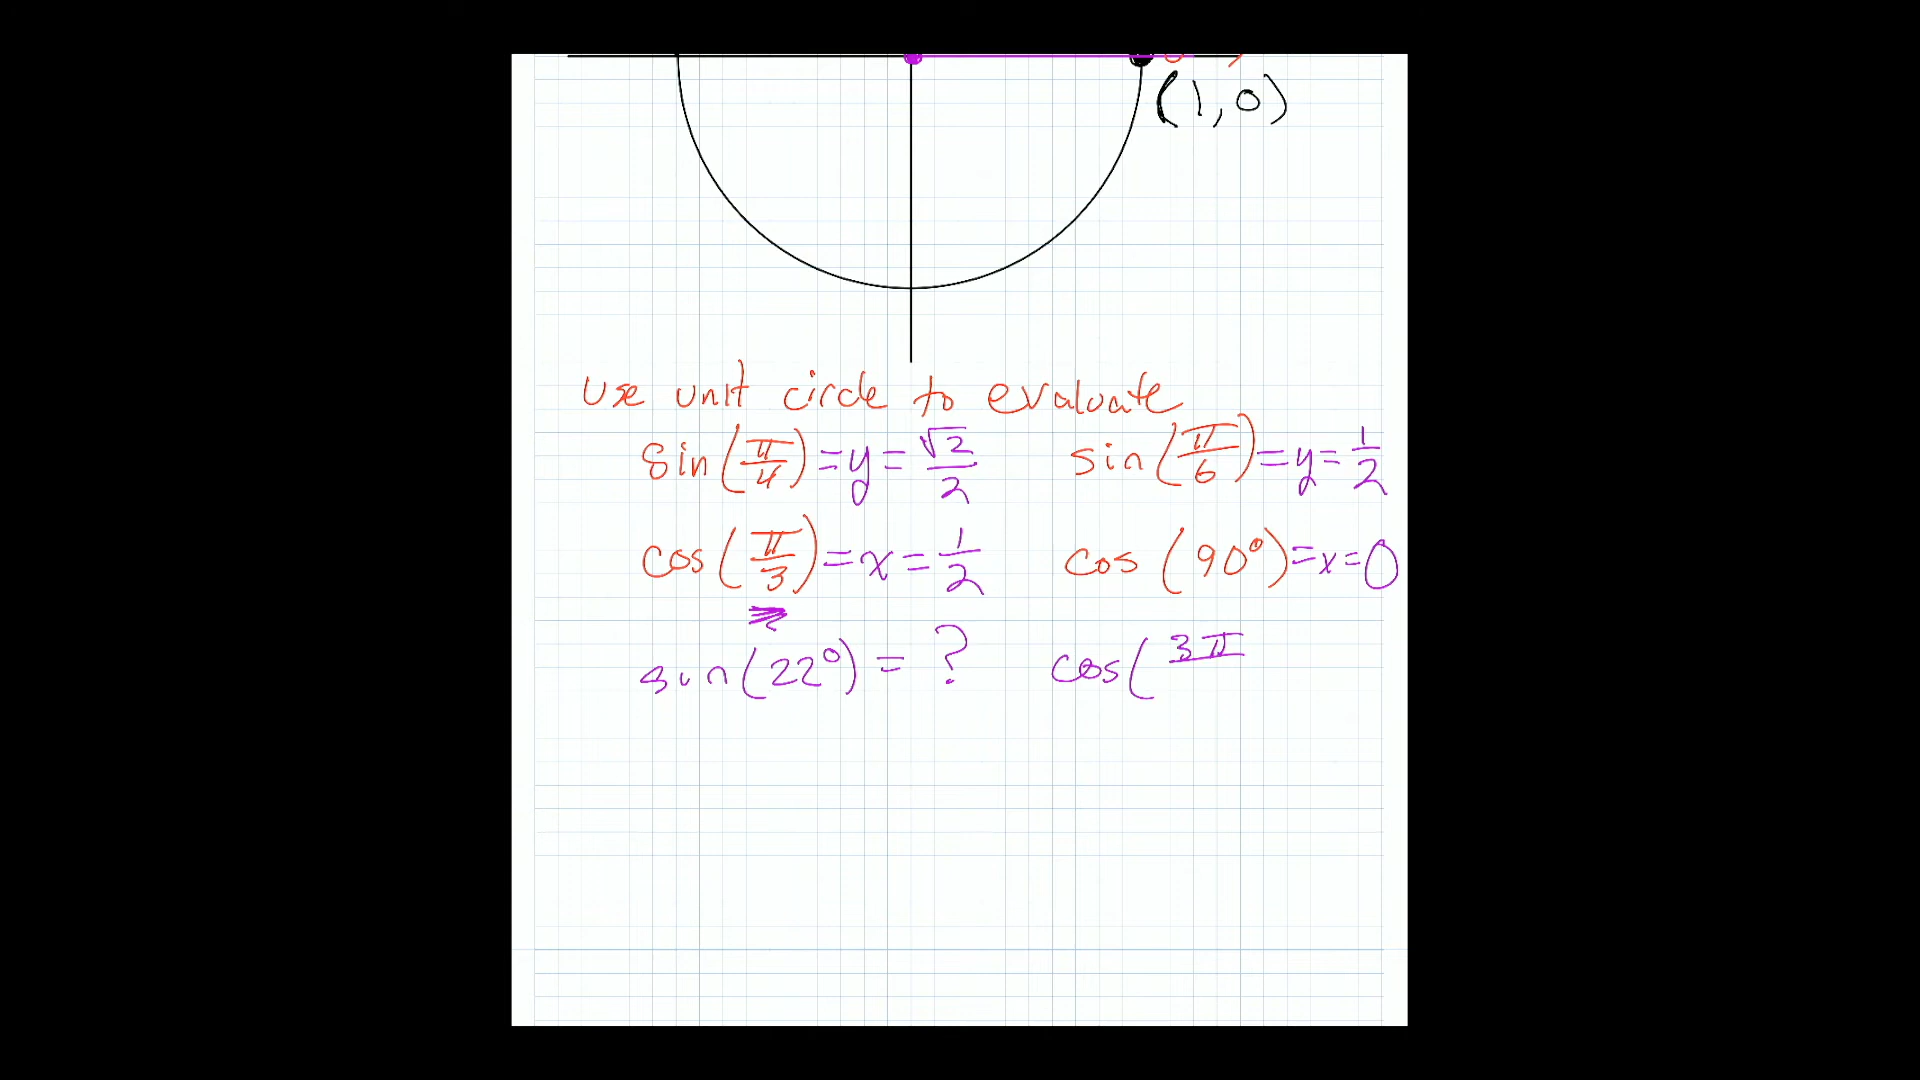 (1,0)
Use unit circle to evaluate
sin(π/4)=y=√2/2 sin(π/6)=y=1/2
cos(π/3)=x=1/2 cos(90°)=x=0
sin(22°)=? cos(3π